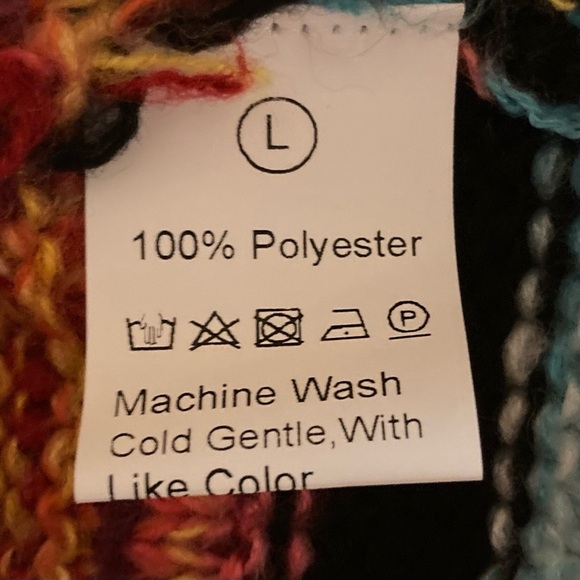 L
100% Polyester
P
Machine Wash
Cold Gentle,With
Like Color